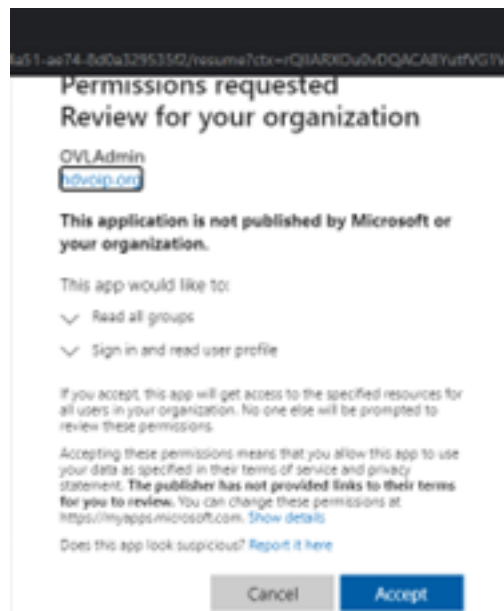 Permissions requested
Review for your organization
OVLAdmin
hdvoip.org
This application is not published by Microsoft or
your organization.
This app would like to:
Read all groups
Sign in and read user profile
If you accept, this app will get access to the specified resources for
all users in your organization. No one else will be prompted to
review these permissions.
Accepting these permissions means that you allow this app to use
your data as specified in their terms of service and privacy
statement. The publisher has not provided links to their terms
for you to review. You can change these permissions at
https://myapps.microsoft.com. Show details
Does this app look suspicious? Report it here
Cancel
Accept